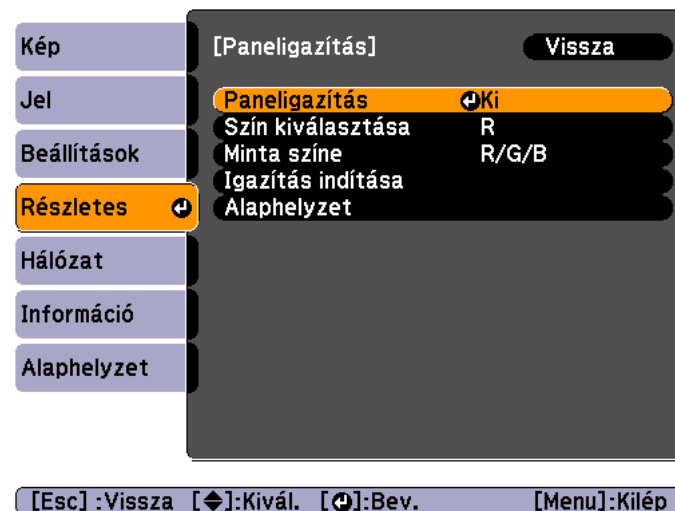 Kép
Jel
Beállítások
Részletes
Hálózat
Információ
Alaphelyzet
[Paneligazítás] Vissza
Paneligazítás Ki
Szín kiválasztása R
Minta színe R/G/B
Igazítás indítása
Alaphelyzet
[Esc] :Vissza [◆]:Kivál. [⏎]:Bev. [Menu]:Kilép